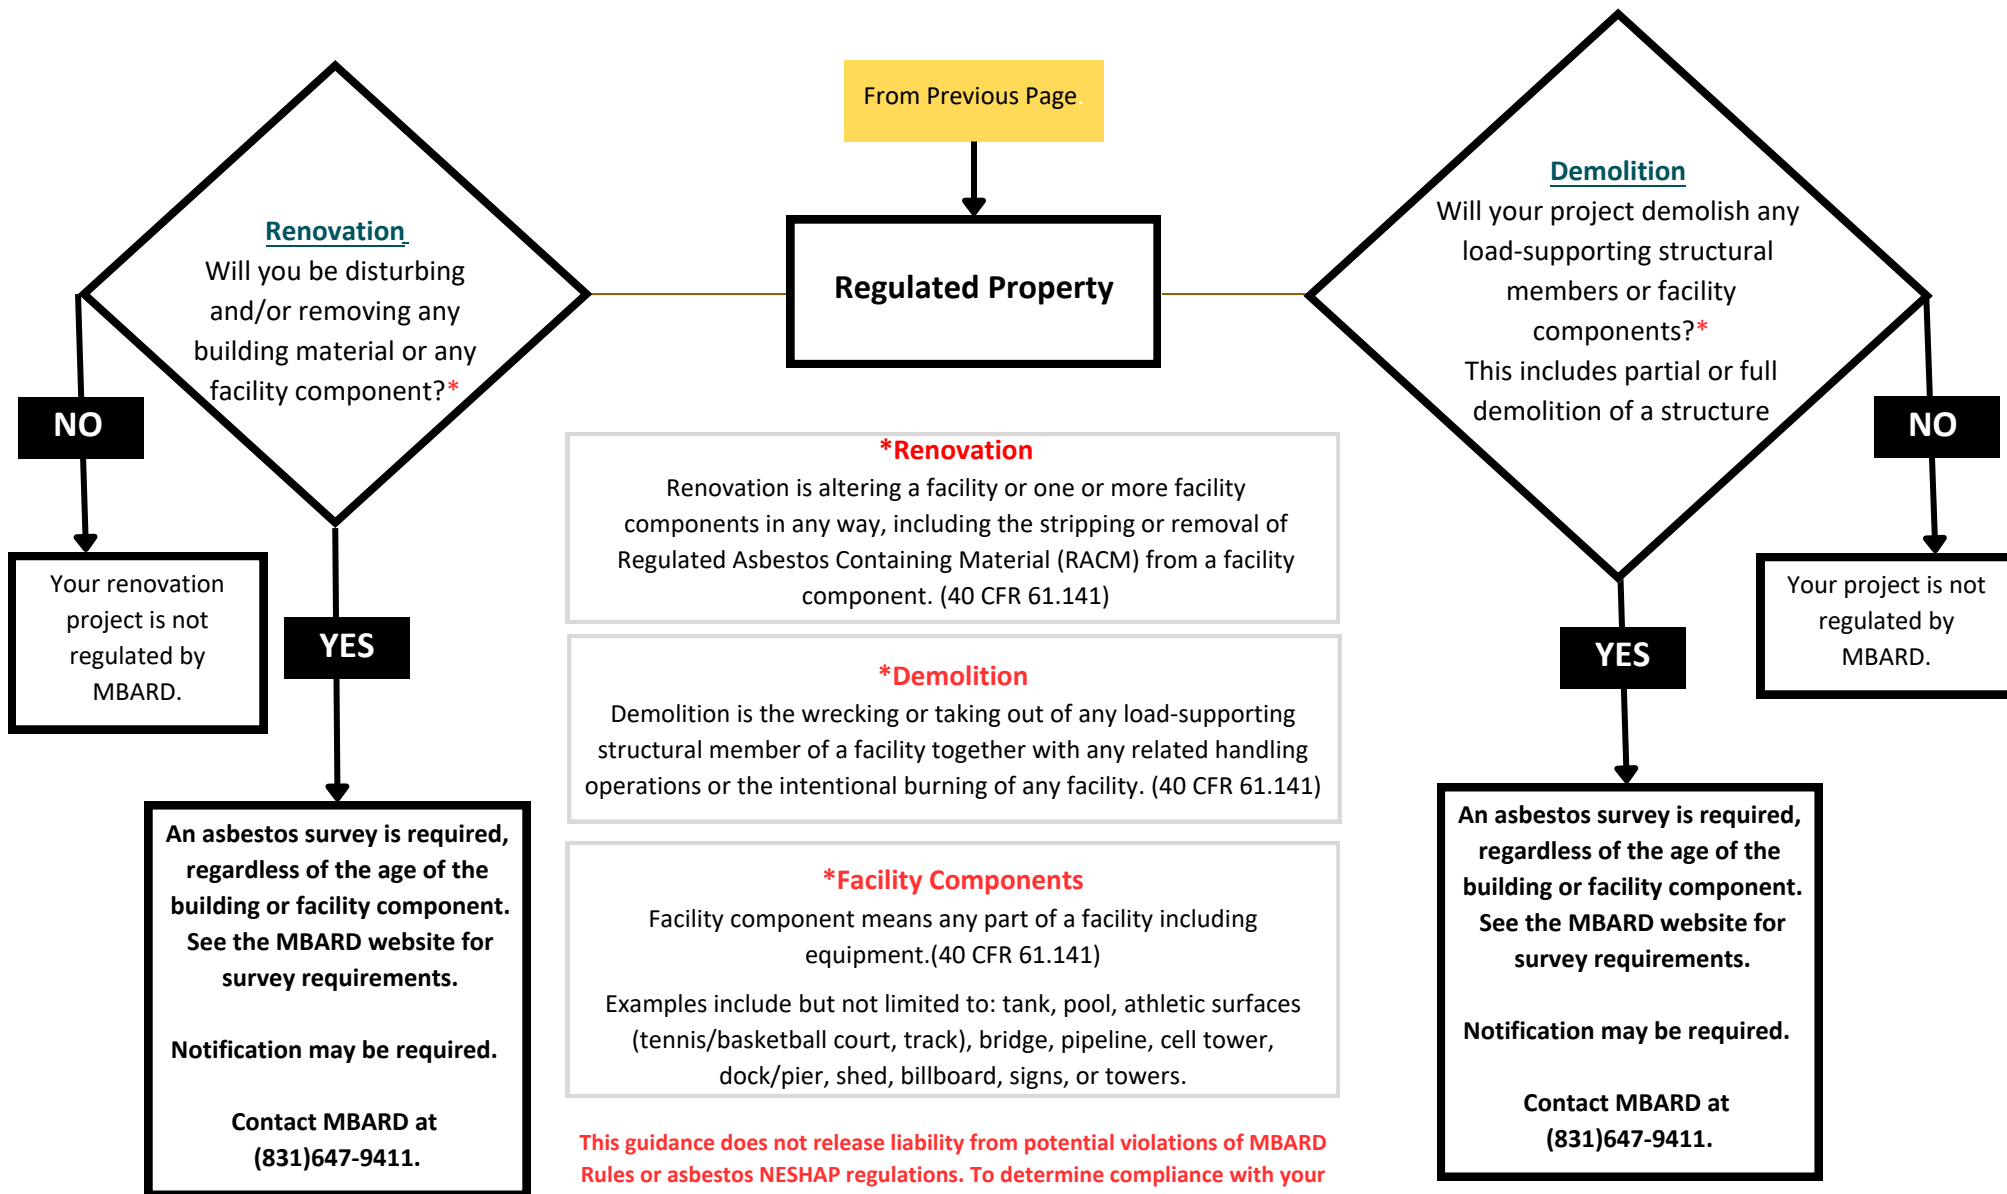 From Previous Page.
Regulated Property
Renovation
Will you be disturbing
and/or removing any
building material or any
facility component?*
NO
Your renovation
project is not
regulated by
MBARD.
YES
An asbestos survey is required,
regardless of the age of the
building or facility component.
See the MBARD website for
survey requirements.
Notification may be required.
Contact MBARD at
(831)647-9411.
*Renovation
Renovation is altering a facility or one or more facility
components in any way, including the stripping or removal of
Regulated Asbestos Containing Material (RACM) from a facility
component. (40 CFR 61.141)
*Demolition
Demolition is the wrecking or taking out of any load-supporting
structural member of a facility together with any related handling
operations or the intentional burning of any facility. (40 CFR 61.141)
*Facility Components
Facility component means any part of a facility including
equipment.(40 CFR 61.141)
Examples include but not limited to: tank, pool, athletic surfaces
(tennis/basketball court, track), bridge, pipeline, cell tower,
dock/pier, shed, billboard, signs, or towers.
This guidance does not release liability from potential violations of MBARD
Rules or asbestos NESHAP regulations. To determine compliance with your
Demolition
Will your project demolish any
load-supporting structural
members or facility
components?*
This includes partial or full
demolition of a structure
NO
Your project is not
regulated by
MBARD.
YES
An asbestos survey is required,
regardless of the age of the
building or facility component.
See the MBARD website for
survey requirements.
Notification may be required.
Contact MBARD at
(831)647-9411.